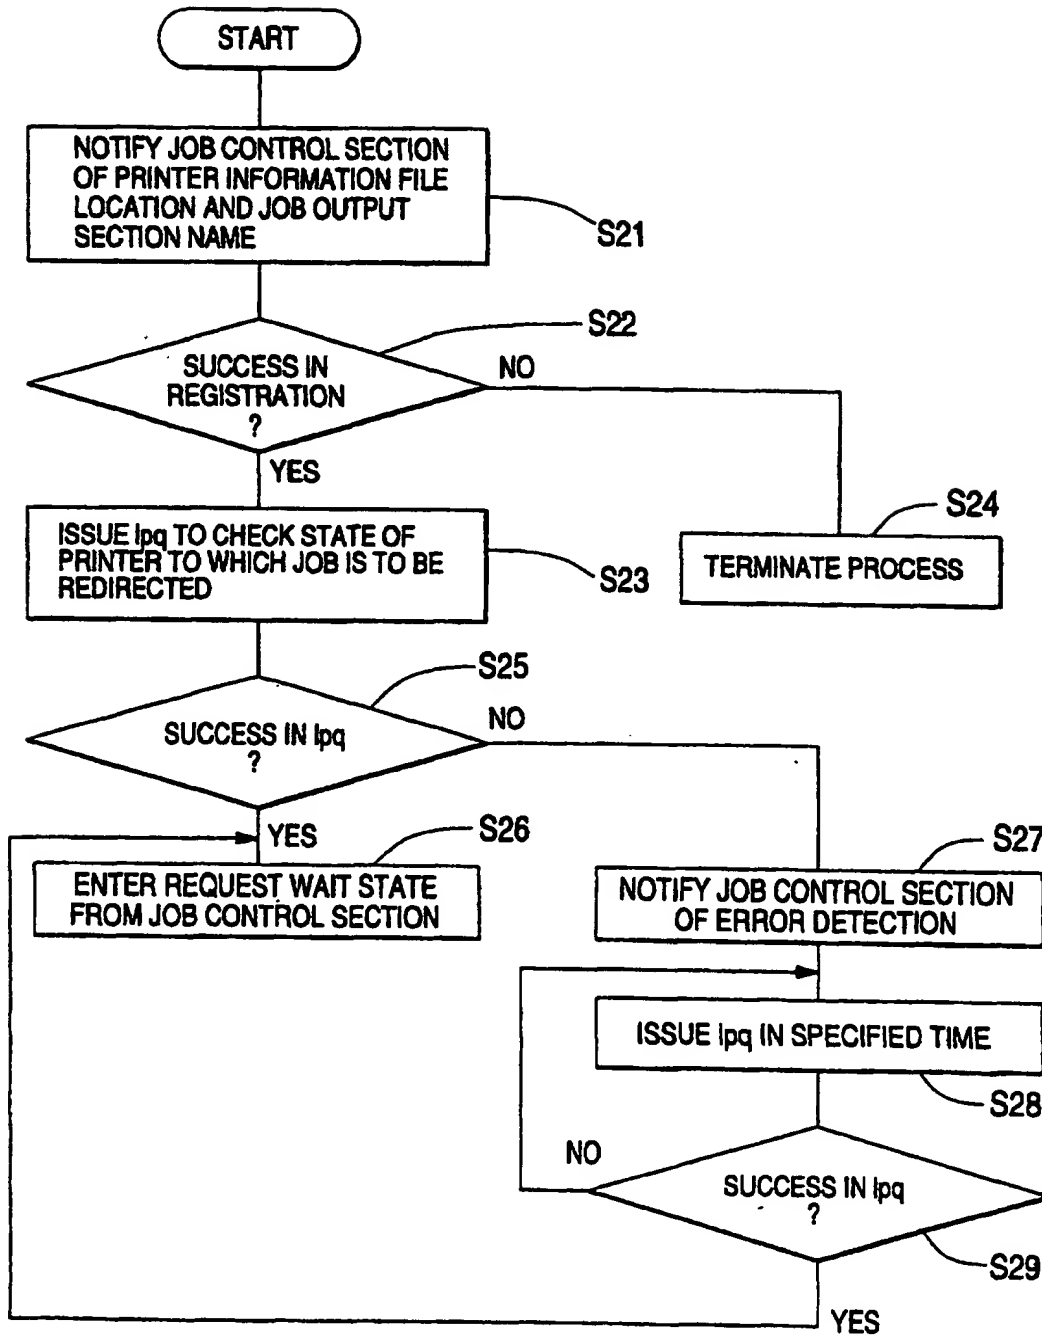 START
NOTIFY JOB CONTROL SECTION
OF PRINTER INFORMATION FILE
LOCATION AND JOB OUTPUT
SECTION NAME
S21
S22
SUCCESS IN
REGISTRATION
?
NO
YES
S24
ISSUE lpq TO CHECK STATE OF
PRINTER TO WHICH JOB IS TO BE
REDIRECTED
S23
TERMINATE PROCESS
S25
SUCCESS IN lpq
?
NO
YES
S26
ENTER REQUEST WAIT STATE
FROM JOB CONTROL SECTION
S27
NOTIFY JOB CONTROL SECTION
OF ERROR DETECTION
ISSUE lpq IN SPECIFIED TIME
S28
NO
SUCCESS IN lpq
?
S29
YES